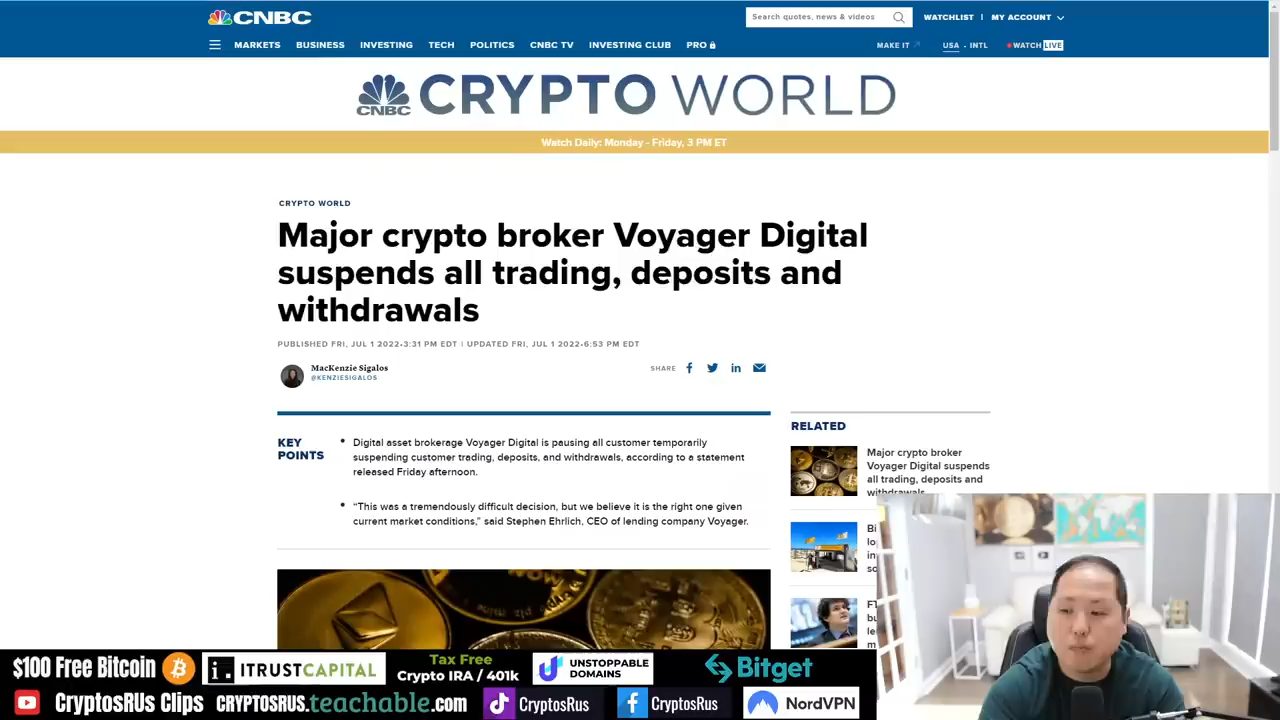 CNBC
Search quotes, news & videos
WATCHLIST | MY ACCOUNT
MARKETS BUSINESS INVESTING TECH POLITICS CNBC TV INVESTING CLUB PRO
MAKE IT USA • INTL WATCH LIVE
CNBC CRYPTO WORLD
Watch Daily: Monday - Friday, 3 PM ET
CRYPTO WORLD
Major crypto broker Voyager Digital
suspends all trading, deposits and
withdrawals
PUBLISHED FRI, JUL 1 2022•3:31 PM EDT | UPDATED FRI, JUL 1 2022•6:53 PM EDT
MacKenzie Sigalos
@KENZIESIGALOS
SHARE
KEY
POINTS
• Digital asset brokerage Voyager Digital is pausing all customer temporarily
suspending customer trading, deposits, and withdrawals, according to a statement
released Friday afternoon.
• “This was a tremendously difficult decision, but we believe it is the right one given
current market conditions,” said Stephen Ehrlich, CEO of lending company Voyager.
RELATED
Major crypto broker
Voyager Digital suspends
all trading, deposits and
withdrawals
$100 Free Bitcoin
ITRUSTCAPITAL
Tax Free
Crypto IRA / 401k
UNSTOPPABLE
DOMAINS
Bitget
CryptosRUs Clips
CRYPTOSRUS.teachable.com
CryptosRus
CryptosRus
NordVPN